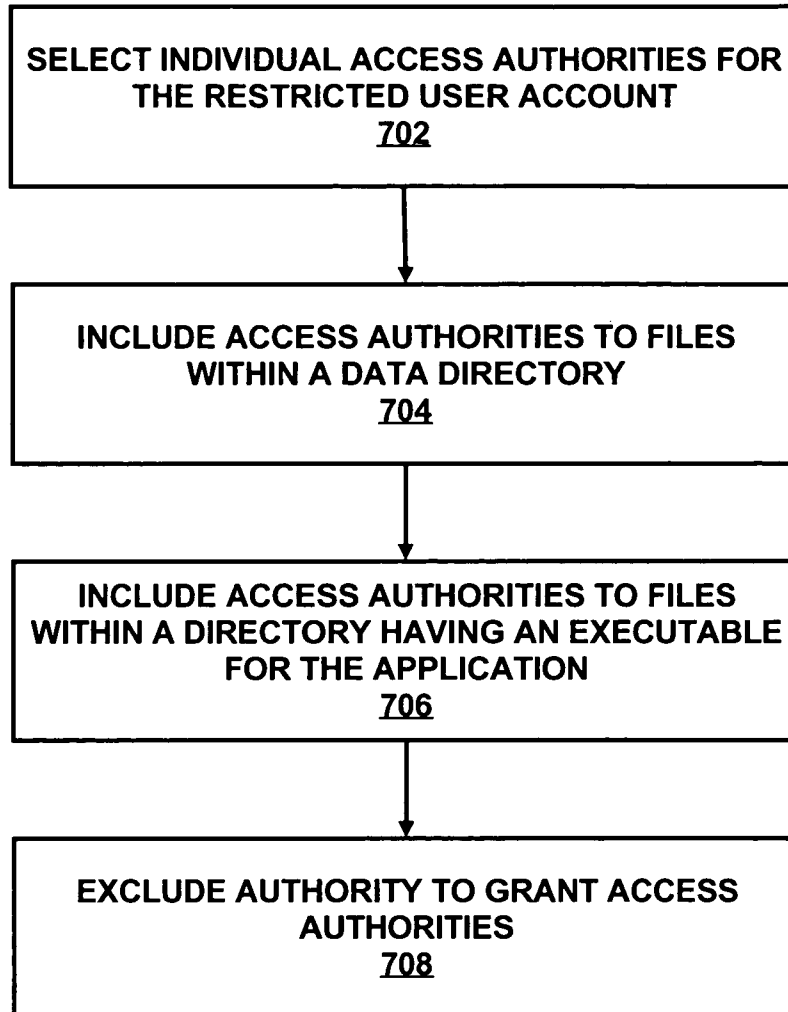 SELECT INDIVIDUAL ACCESS AUTHORITIES FOR
THE RESTRICTED USER ACCOUNT
702
INCLUDE ACCESS AUTHORITIES TO FILES
WITHIN A DATA DIRECTORY
704
INCLUDE ACCESS AUTHORITIES TO FILES
WITHIN A DIRECTORY HAVING AN EXECUTABLE
FOR THE APPLICATION
706
EXCLUDE AUTHORITY TO GRANT ACCESS
AUTHORITIES
708